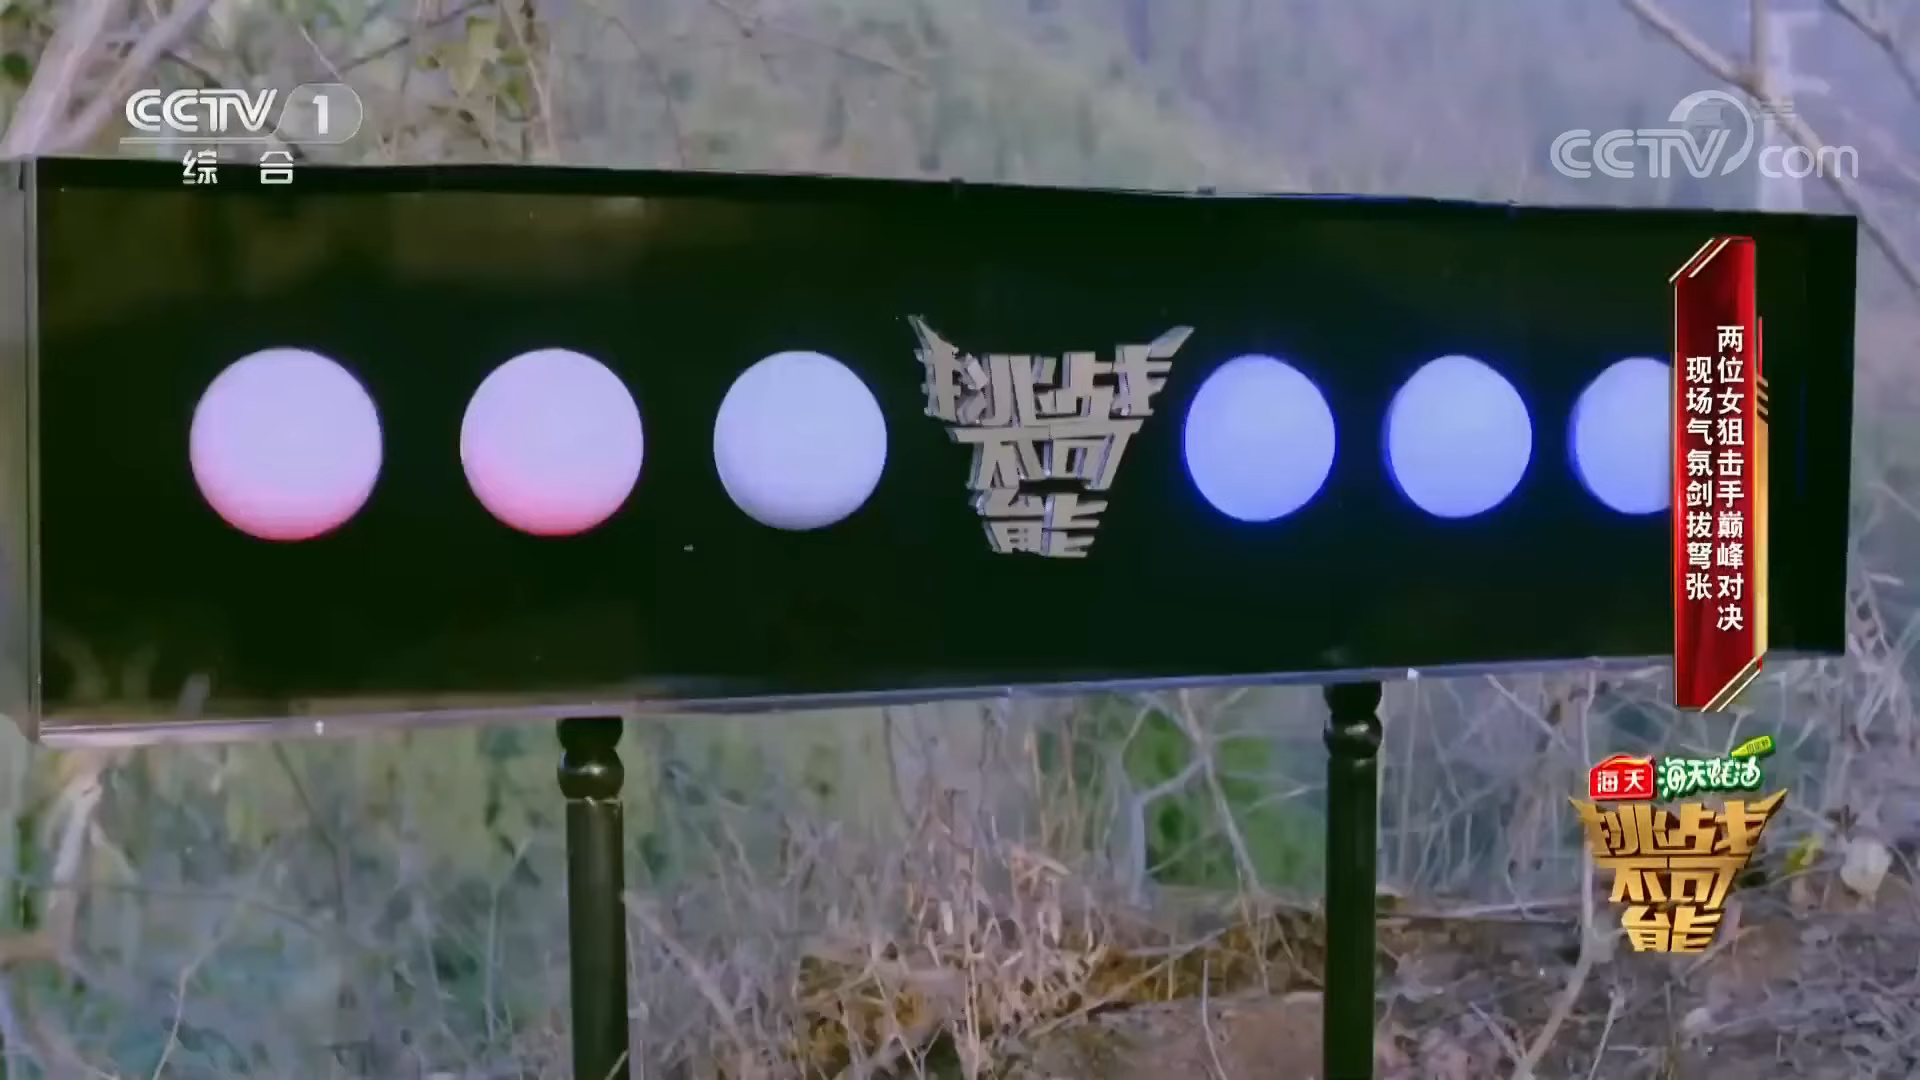 CCTV 1
综合
CCTV.com
挑战
不可
能
两位女狙击手巅峰对决
现场气氛剑拔弩张
海天
海天蚝油
挑战
不可
能